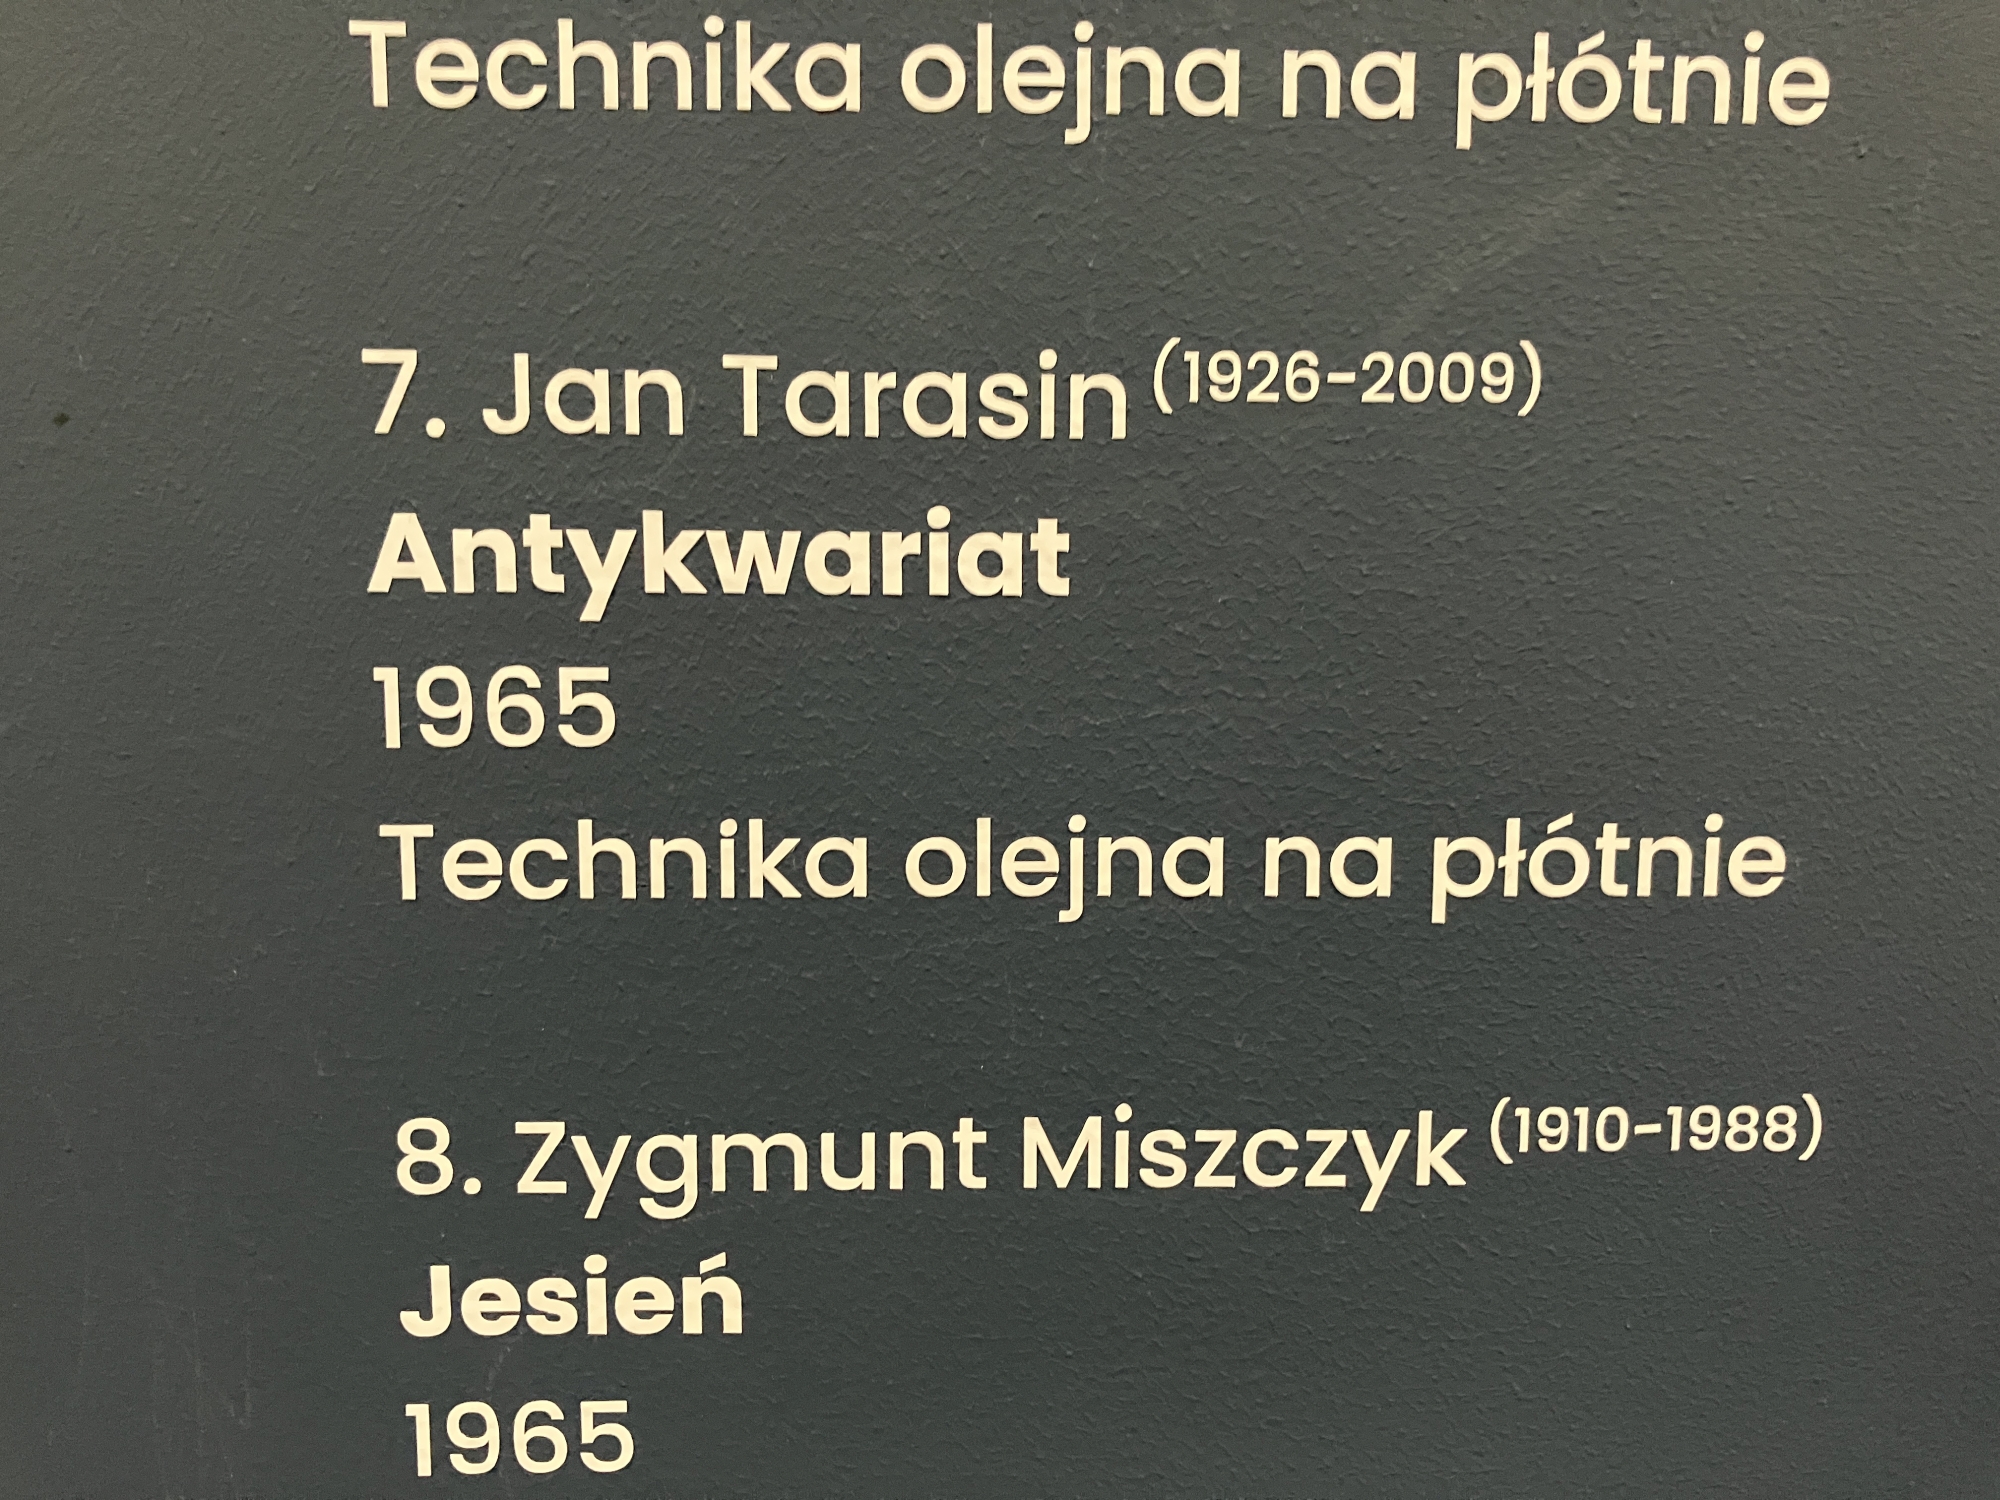 Technika olejna na płótnie
7. Jan Tarasin (1926-2009)
Antykwariat
1965
Technika olejna na płótnie
8. Zygmunt Miszczyk (1910-1988)
Jesień
1965